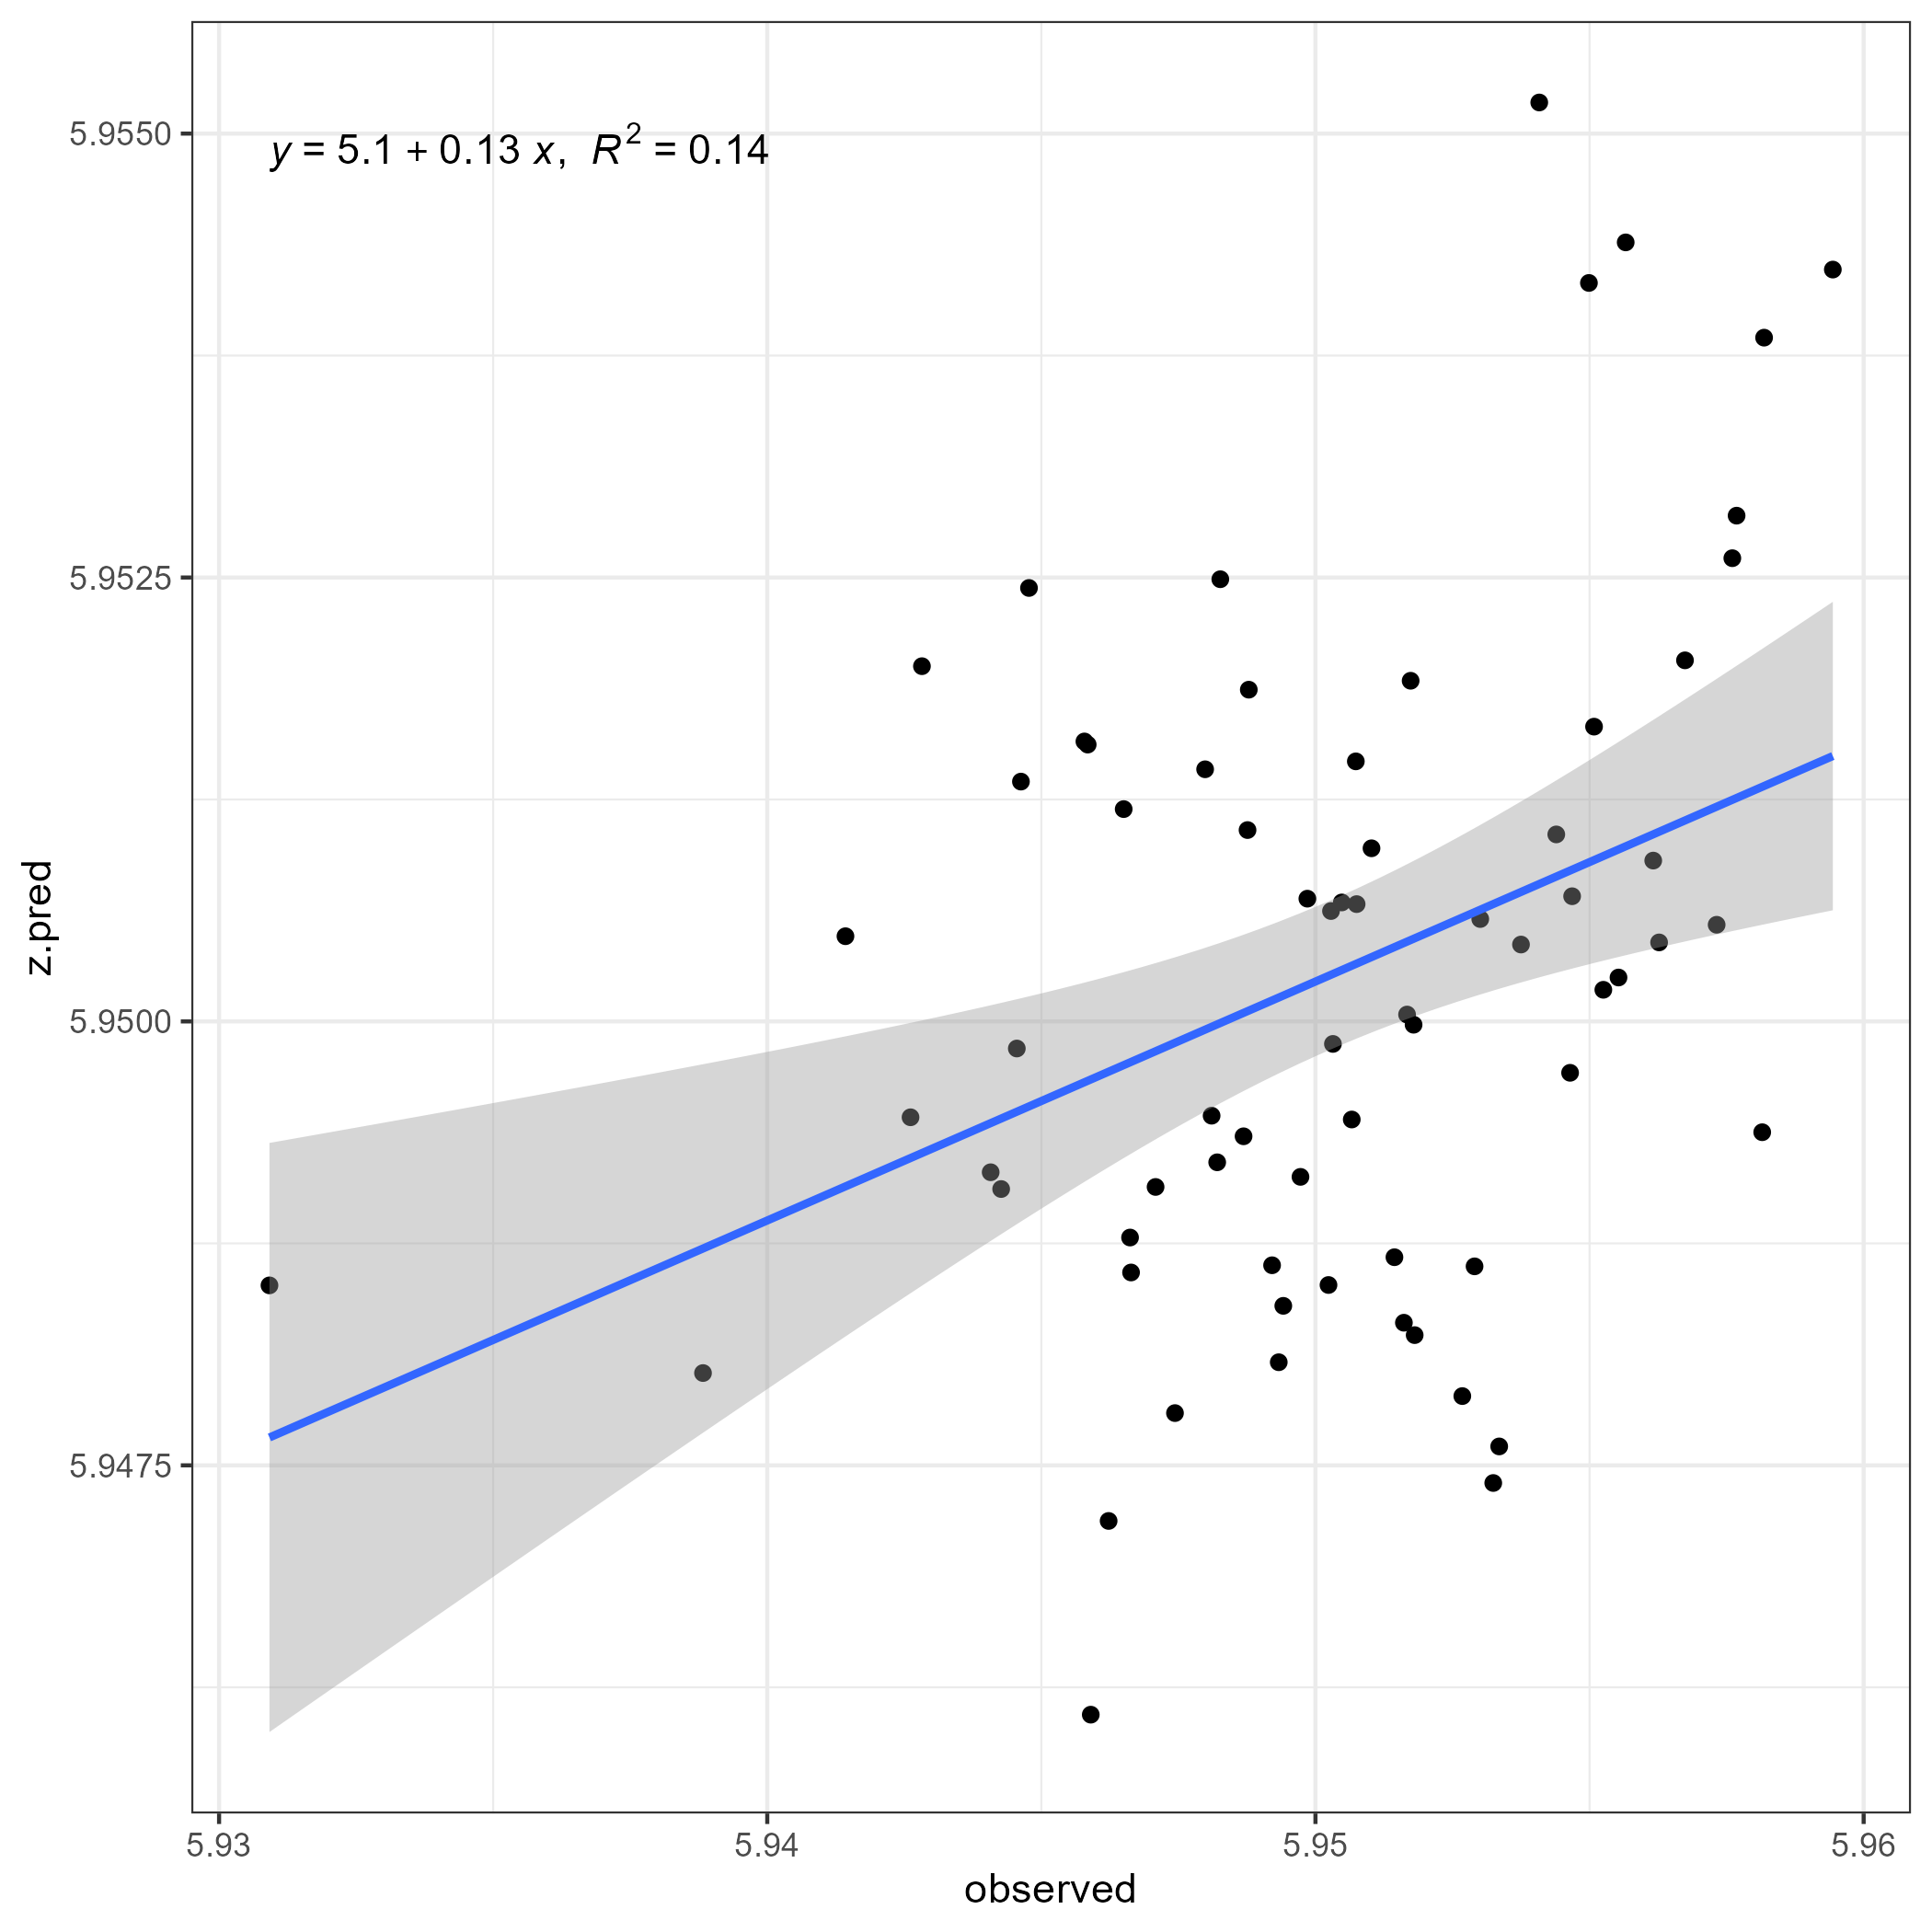 5.9550
y = 5.1 + 0.13 x, R² = 0.14
5.9525
z.pred
5.9500
5.9475
5.93 5.94 5.95 5.96
observed